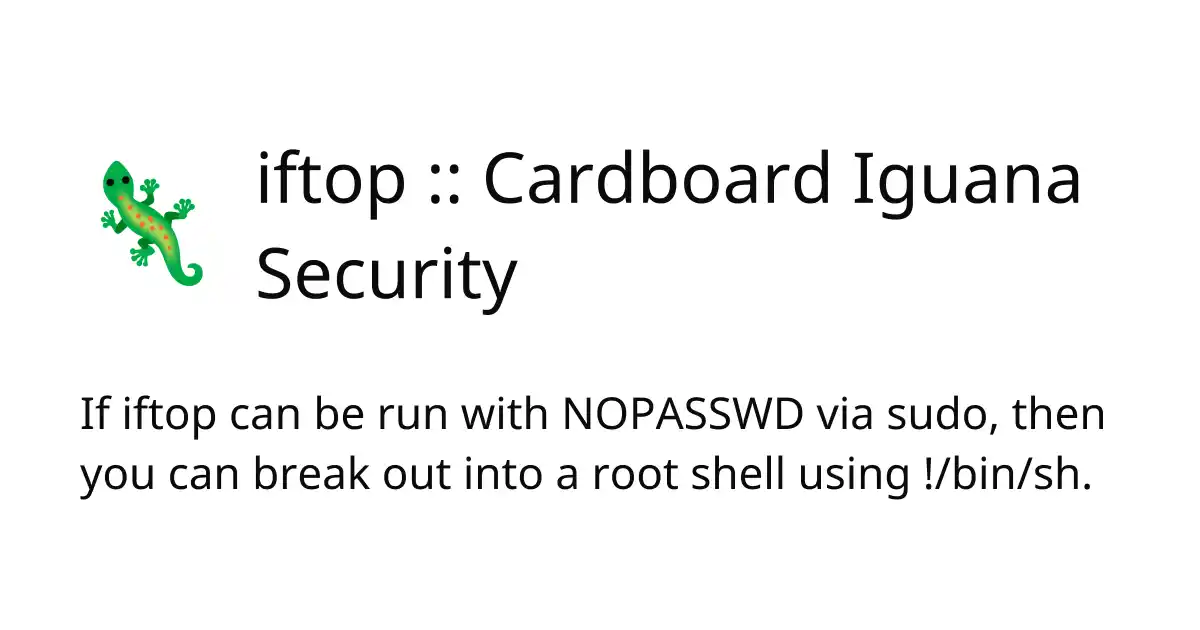 iftop :: Cardboard Iguana
Security
If iftop can be run with NOPASSWD via sudo, then
you can break out into a root shell using !/bin/sh.